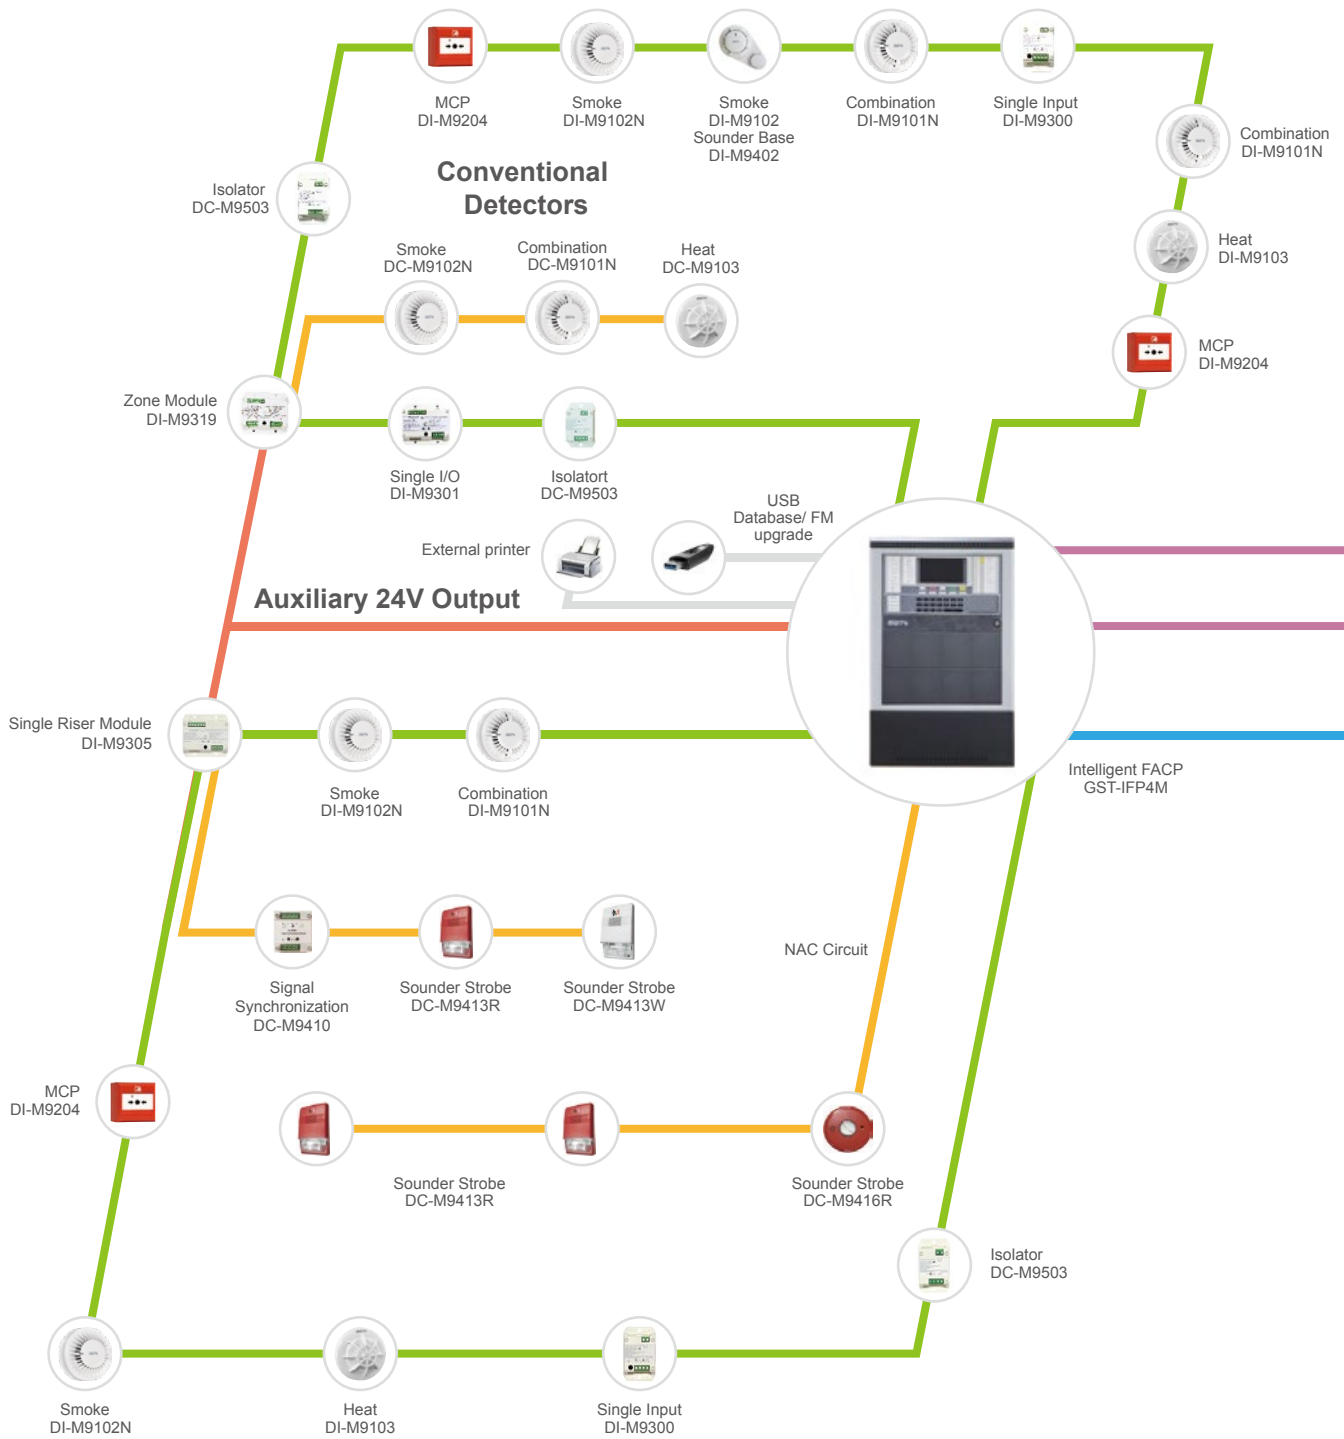 MCP
DI-M9204
Smoke
DI-M9102N
Smoke
DI-M9102
Sounder Base
DI-M9402
Combination
DI-M9101N
Single Input
DI-M9300
Combination
DI-M9101N
Isolator
DC-M9503
Conventional
Detectors
Smoke
DC-M9102N
Combination
DC-M9101N
Heat
DC-M9103
Heat
DI-M9103
MCP
DI-M9204
Zone Module
DI-M9319
Single I/O
DI-M9301
Isolatort
DC-M9503
USB
Database/ FM
upgrade
External printer
Auxiliary 24V Output
Single Riser Module
DI-M9305
Smoke
DI-M9102N
Combination
DI-M9101N
Intelligent FACP
GST-IFP4M
NAC Circuit
Signal
Synchronization
DC-M9410
Sounder Strobe
DC-M9413R
Sounder Strobe
DC-M9413W
MCP
DI-M9204
Sounder Strobe
DC-M9413R
Sounder Strobe
DC-M9416R
Isolator
DC-M9503
Smoke
DI-M9102N
Heat
DI-M9103
Single Input
DI-M9300